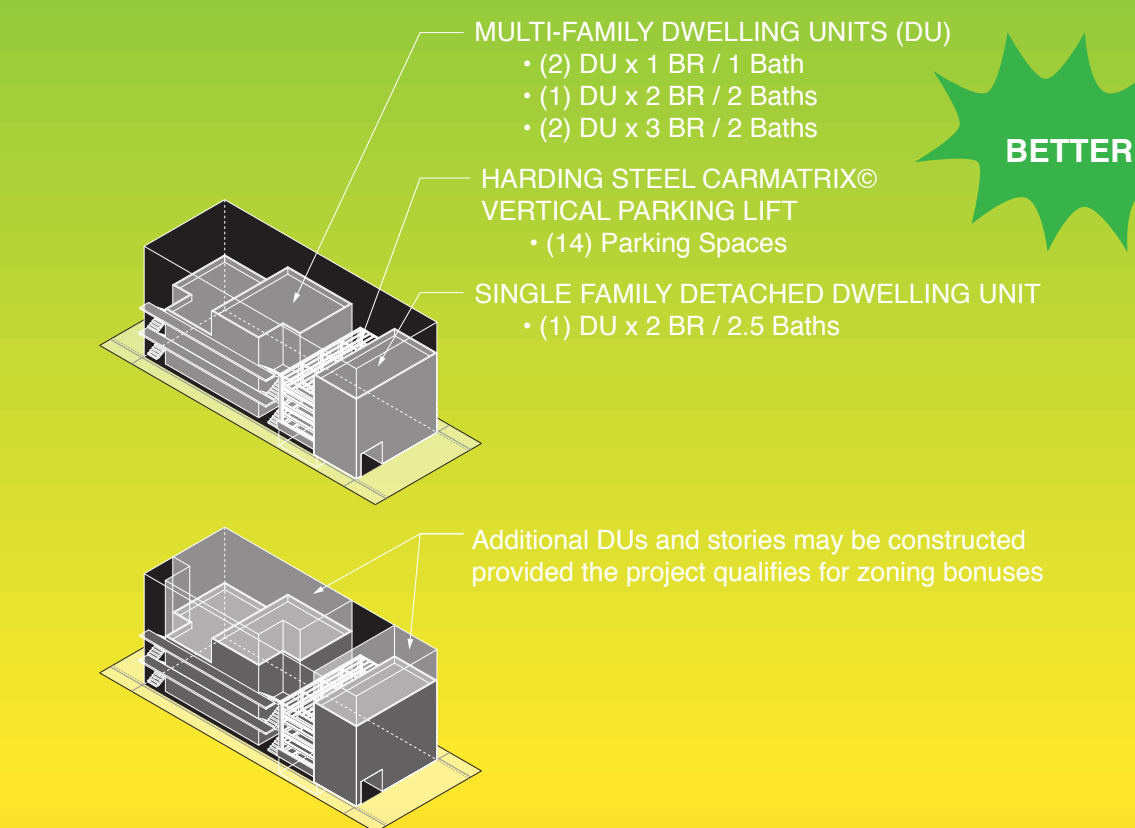 MULTI-FAMILY DWELLING UNITS (DU)
• (2) DU x 1 BR / 1 Bath
• (1) DU x 2 BR / 2 Baths
• (2) DU x 3 BR / 2 Baths
BETTER
HARDING STEEL CARMATRIX©
VERTICAL PARKING LIFT
• (14) Parking Spaces
SINGLE FAMILY DETACHED DWELLING UNIT
• (1) DU x 2 BR / 2.5 Baths
Additional DUs and stories may be constructed
provided the project qualifies for zoning bonuses